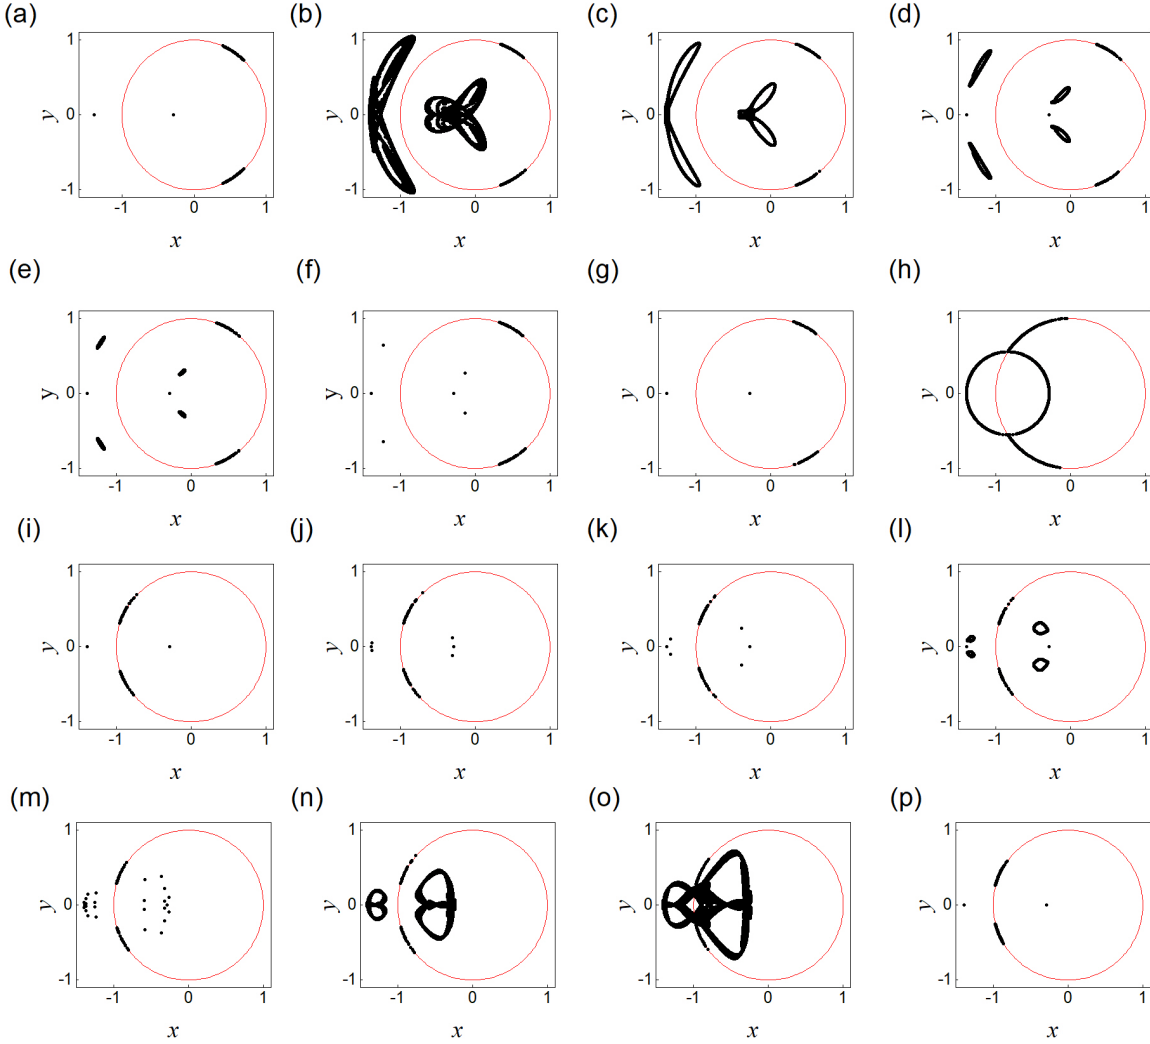 (a) (b) (c) (d)
1 1 1 1
y 0 y 0 y 0 y 0
-1 -1 -1 -1
-1 0 1 -1 0 1 -1 0 1 -1 0 1
x x x x
(e) (f) (g) (h)
1 1 1 1
y 0 y 0 y 0 y 0
-1 -1 -1 -1
-1 0 1 -1 0 1 -1 0 1 -1 0 1
x x x x
(i) (j) (k) (l)
1 1 1 1
y 0 y 0 y 0 y 0
-1 -1 -1 -1
-1 0 1 -1 0 1 -1 0 1 -1 0 1
x x x x
(m) (n) (o) (p)
1 1 1 1
y 0 y 0 y 0 y 0
-1 -1 -1 -1
-1 0 1 -1 0 1 -1 0 1 -1 0 1
x x x x